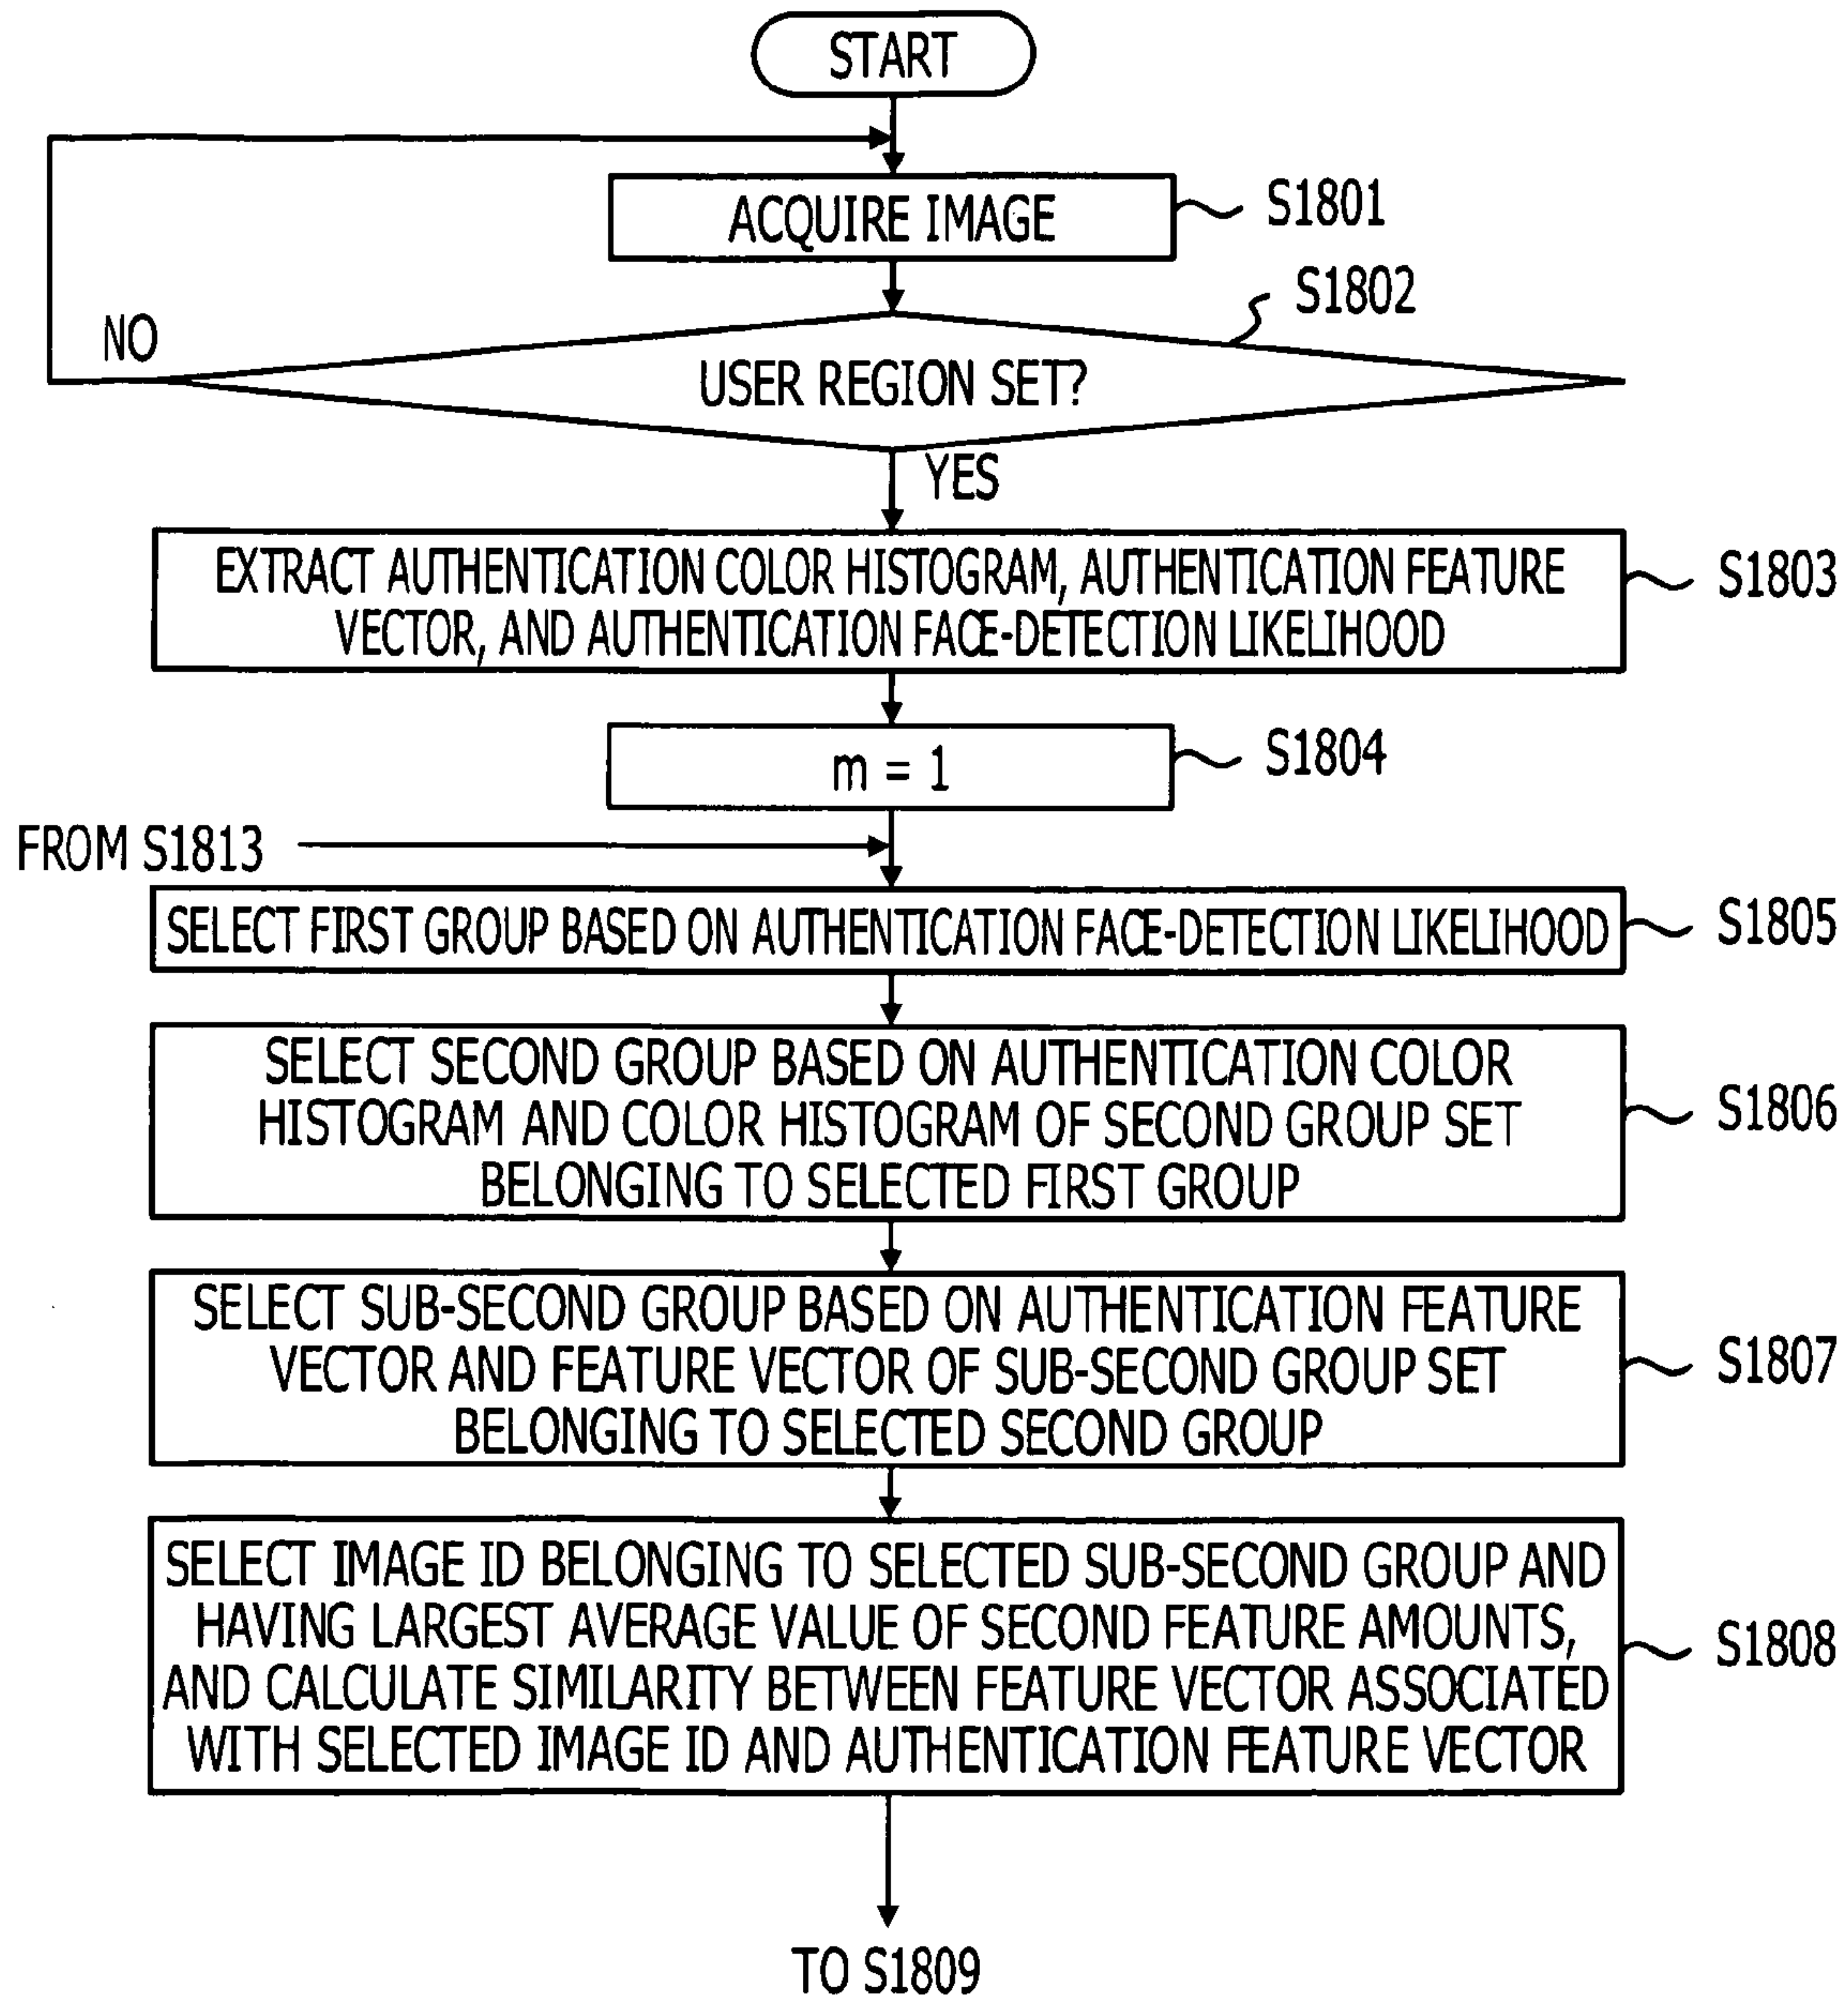 START
ACQUIRE IMAGE
S1801
S1802
NO
USER REGION SET?
YES
EXTRACT AUTHENTICATION COLOR HISTOGRAM, AUTHENTICATION FEATURE
VECTOR, AND AUTHENTICATION FACE-DETECTION LIKELIHOOD
S1803
m = 1
S1804
FROM S1813
SELECT FIRST GROUP BASED ON AUTHENTICATION FACE-DETECTION LIKELIHOOD
S1805
SELECT SECOND GROUP BASED ON AUTHENTICATION COLOR
HISTOGRAM AND COLOR HISTOGRAM OF SECOND GROUP SET
BELONGING TO SELECTED FIRST GROUP
S1806
SELECT SUB-SECOND GROUP BASED ON AUTHENTICATION FEATURE
VECTOR AND FEATURE VECTOR OF SUB-SECOND GROUP SET
BELONGING TO SELECTED SECOND GROUP
S1807
SELECT IMAGE ID BELONGING TO SELECTED SUB-SECOND GROUP AND
HAVING LARGEST AVERAGE VALUE OF SECOND FEATURE AMOUNTS,
AND CALCULATE SIMILARITY BETWEEN FEATURE VECTOR ASSOCIATED
WITH SELECTED IMAGE ID AND AUTHENTICATION FEATURE VECTOR
S1808
TO S1809